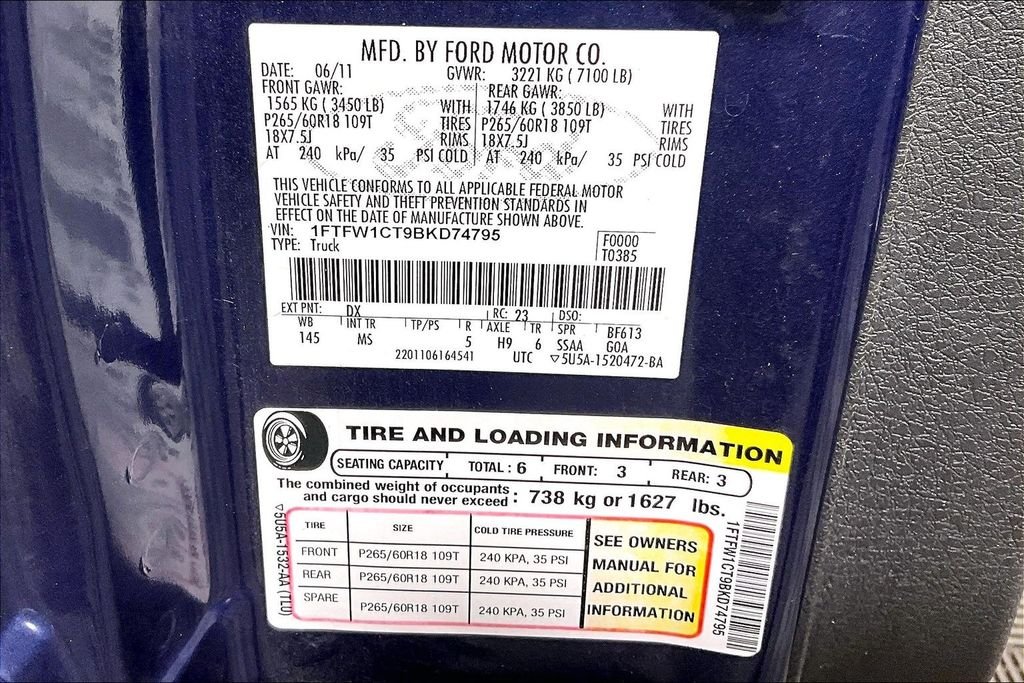 MFD. BY FORD MOTOR CO.
DATE: 06/11 GVWR: 3221 KG ( 7100 LB)
FRONT GAWR: REAR GAWR:
1565 KG ( 3450 LB) WITH 1746 KG ( 3850 LB) WITH
P265/60R18 109T TIRES P265/60R18 109T TIRES
18X7.5J RIMS 18X7.5J RIMS
AT 240 kPa/ 35 PSI COLD AT 240 kPa/ 35 PSI COLD
THIS VEHICLE CONFORMS TO ALL APPLICABLE FEDERAL MOTOR
VEHICLE SAFETY AND THEFT PREVENTION STANDARDS IN
EFFECT ON THE DATE OF MANUFACTURE SHOWN ABOVE.
VIN: 1FTFW1CT9BKD74795
TYPE: Truck
F0000
T0385
EXT PNT: DX RC: 23 DSO:
WB INT TR TP/PS R AXLE TR SPR BF613
145 MS 5 H9 6 SSAA GOA
2201106164541 UTC ▽5U5A-1520472-BA
TIRE AND LOADING INFORMATION
SEATING CAPACITY TOTAL : 6 FRONT: 3 REAR: 3
The combined weight of occupants
and cargo should never exceed : 738 kg or 1627 lbs.
TIRE SIZE COLD TIRE PRESSURE
FRONT P265/60R18 109T 240 KPA, 35 PSI
REAR P265/60R18 109T 240 KPA, 35 PSI
SPARE P265/60R18 109T 240 KPA, 35 PSI
SEE OWNERS
MANUAL FOR
ADDITIONAL
INFORMATION
▽5U5A-1532-AA (TLU)
1FTFW1CT9BKD74795